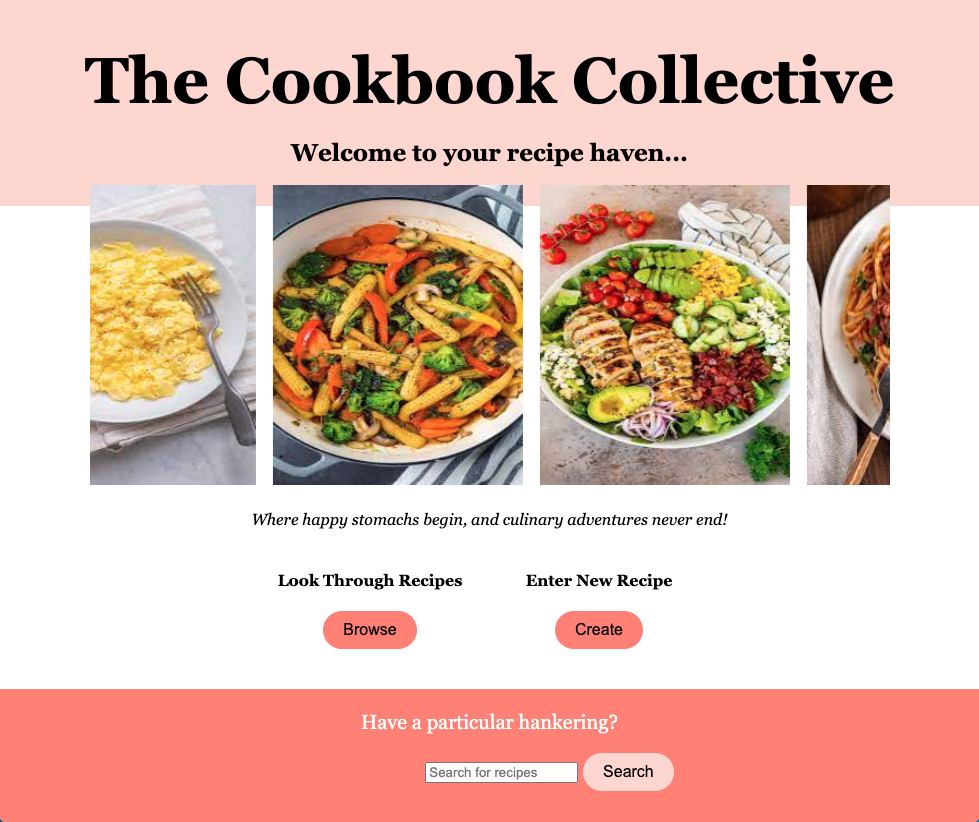 The Cookbook Collective
Welcome to your recipe haven...
Where happy stomachs begin, and culinary adventures never end!
Look Through Recipes
Enter New Recipe
Browse
Create
Have a particular hankering?
Search for recipes
Search